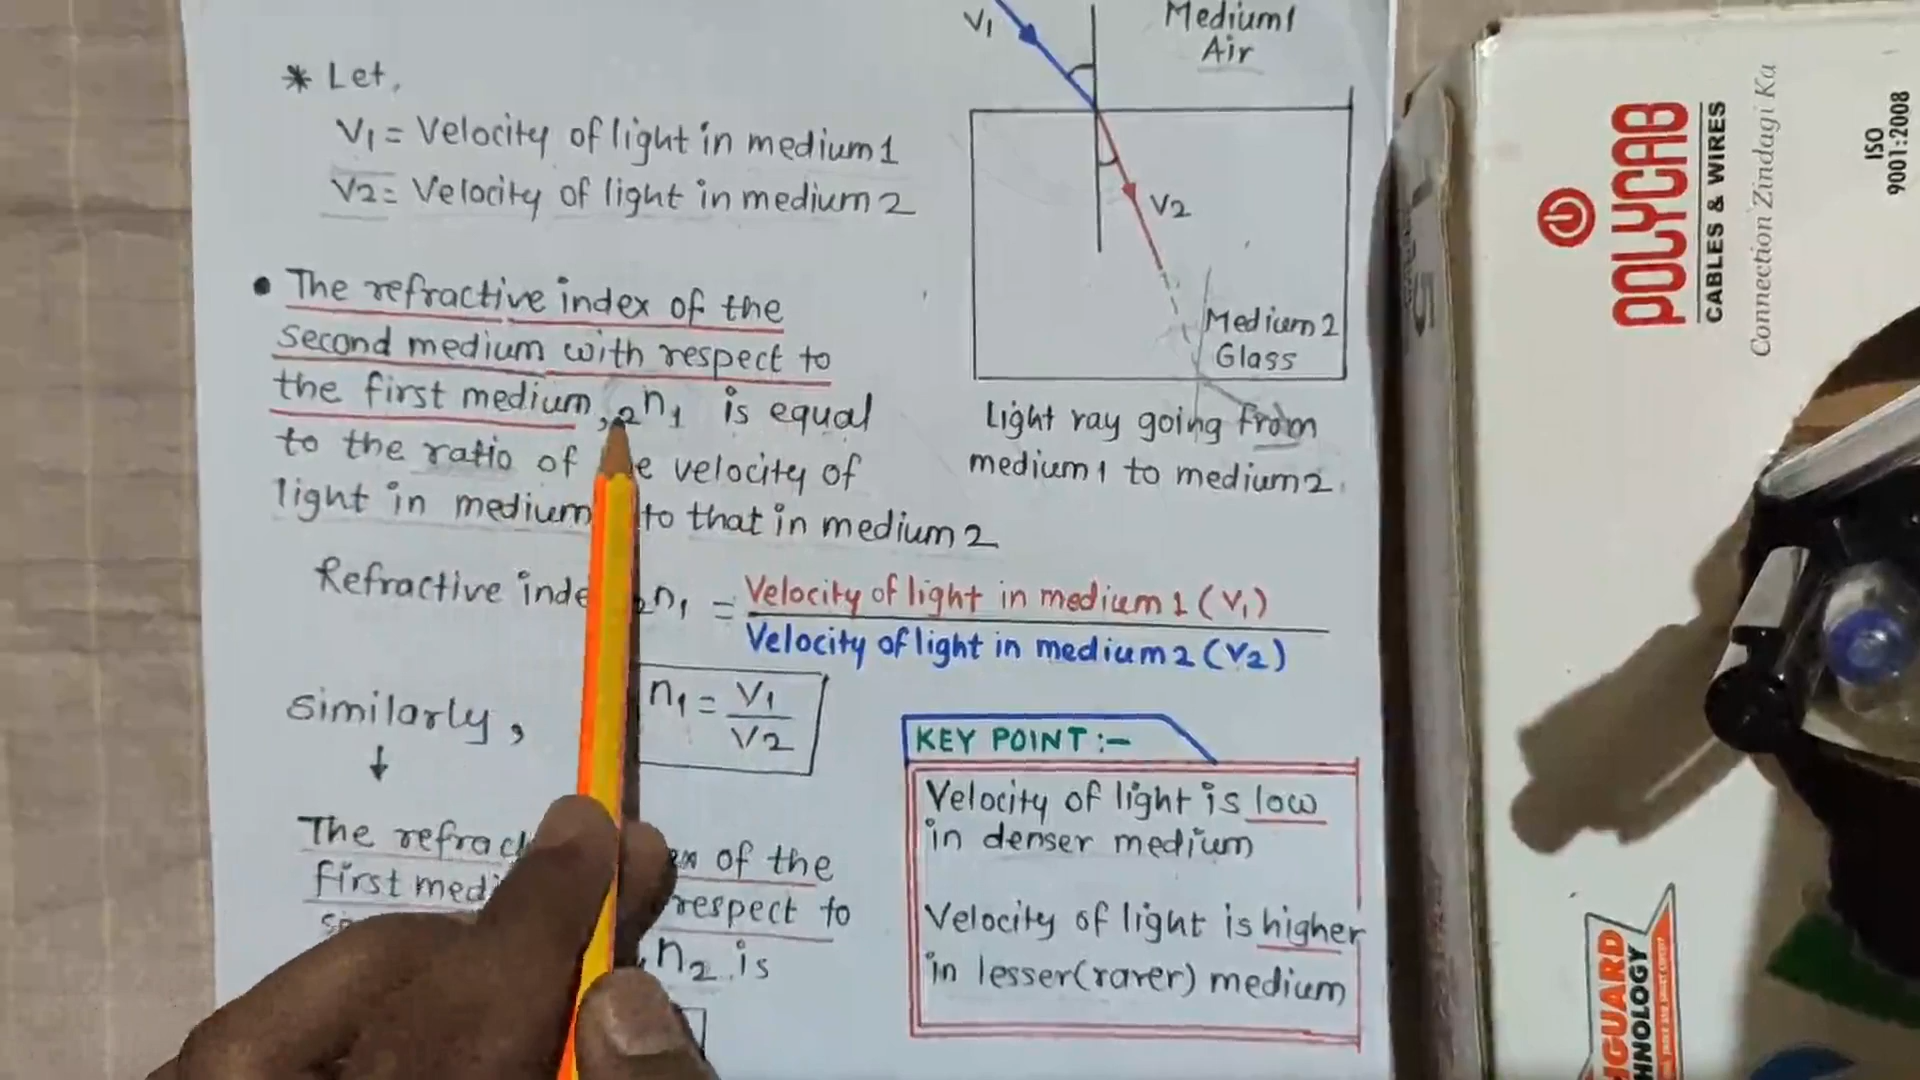 * Let,
V1 = Velocity of light in medium 1
V2 = Velocity of light in medium 2
• The refractive index of the
second medium with respect to
the first medium, 2n1 is equal
to the ratio of velocity of
light in medium to that in medium 2
Refractive 2n1 = Velocity of light in medium 1 (V1)
Velocity of light in medium 2 (V2)
Similarly,
↓
n1 = V1
V2
The of the
first respect to
n2 is
V1
Medium 1
Air
V2
Medium 2
Glass
Light ray going from
medium 1 to medium 2
KEY POINT :-
Velocity of light is low
in denser medium
Velocity of light is higher
in lesser (rarer) medium
POLYCAB
CABLES & WIRES
Connection Zindagi Ka
ISO
9001:2008